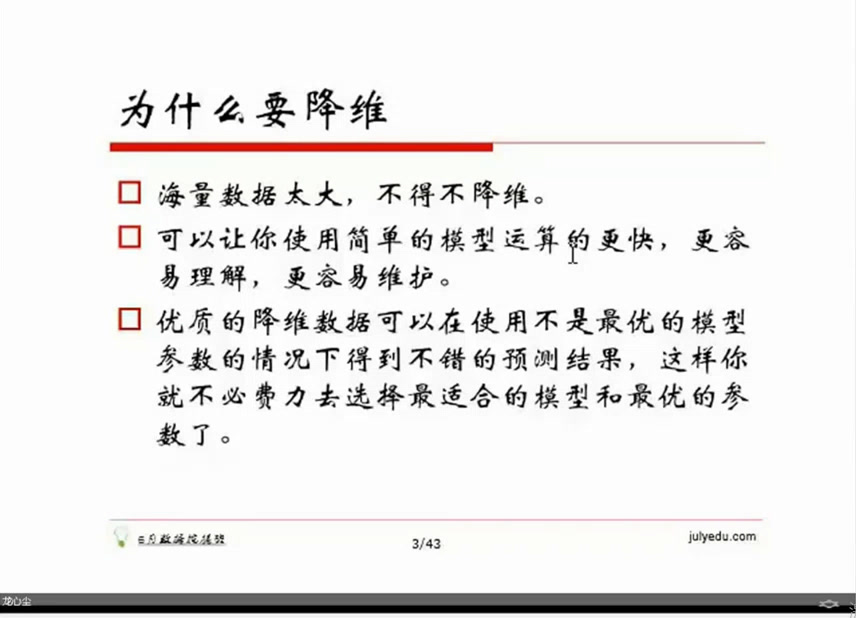 为什么要降维
海量数据太大，不得不降维。
可以让你使用简单的模型运算的更快，更容
易理解，更容易维护。
优质的降维数据可以在使用不是最优的模型
参数的情况下得到不错的预测结果，这样你
就不必费力去选择最适合的模型和最优的参
数了。
6月数据挖掘班
3/43
julyedu.com
龙心尘